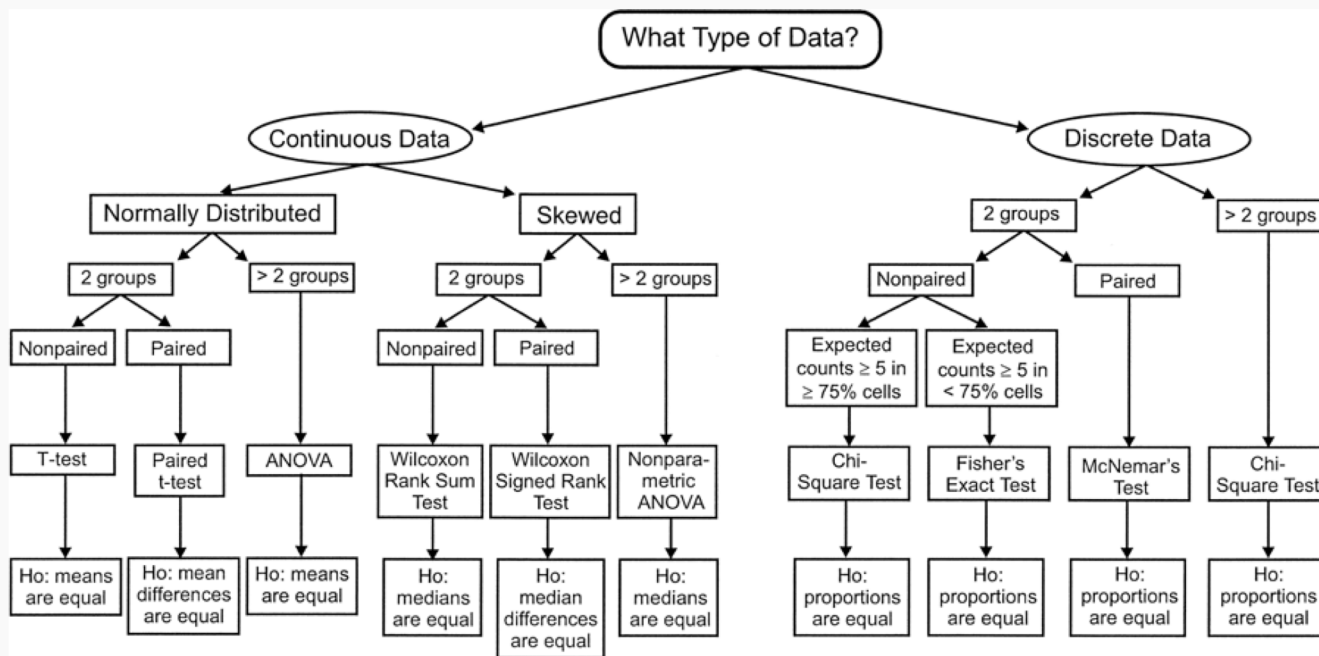 What Type of Data?
Continuous Data
Discrete Data
Normally Distributed
Skewed
2 groups
> 2 groups
2 groups
> 2 groups
2 groups
> 2 groups
Nonpaired
Paired
Nonpaired
Paired
Nonpaired
Paired
Expected
counts ≥ 5 in
≥ 75% cells
Expected
counts ≥ 5 in
< 75% cells
T-test
Paired
t-test
ANOVA
Wilcoxon
Rank Sum
Test
Wilcoxon
Signed Rank
Test
Nonpara-
metric
ANOVA
Chi-
Square Test
Fisher's
Exact Test
McNemar's
Test
Chi-
Square Test
Ho: means
are equal
Ho: mean
differences
are equal
Ho: means
are equal
Ho:
medians
are equal
Ho:
median
differences
are equal
Ho:
medians
are equal
Ho:
proportions
are equal
Ho:
proportions
are equal
Ho:
proportions
are equal
Ho:
proportions
are equal